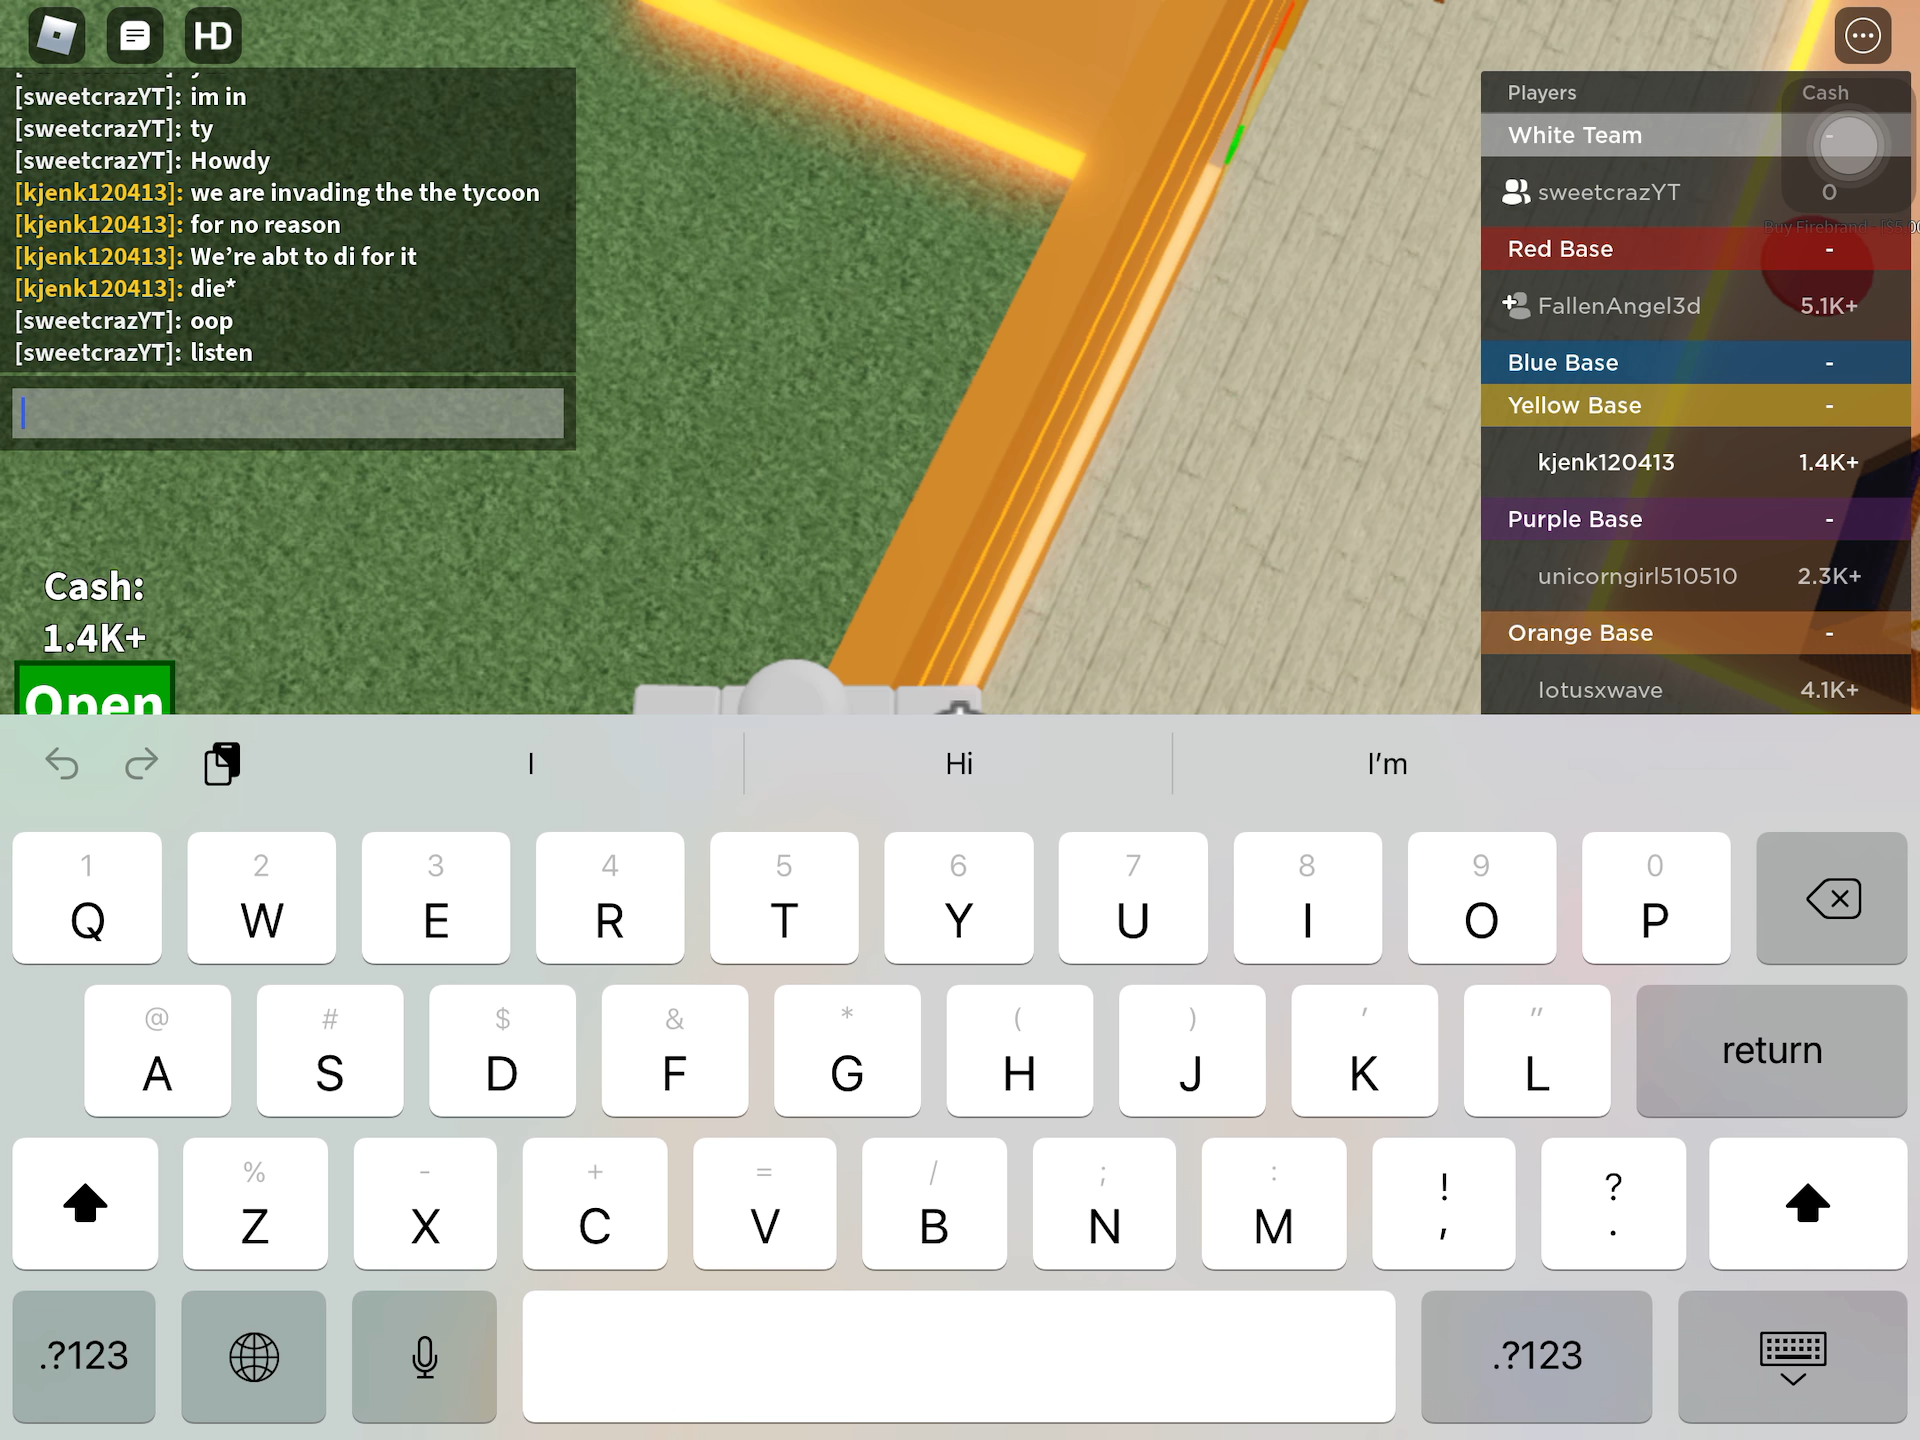 HD
[sweetcrazYT]: im in
[sweetcrazYT]: ty
[sweetcrazYT]: Howdy
[kjenk120413]: we are invading the the tycoon
[kjenk120413]: for no reason
[kjenk120413]: We’re abt to di for it
[kjenk120413]: die*
[sweetcrazYT]: oop
[sweetcrazYT]: listen
Cash:
1.4K+
Open
Players Cash
White Team -
sweetcrazYT 0
Buy Firebrand
Red Base -
FallenAngel3d 5.1K+
Blue Base -
Yellow Base -
kjenk120413 1.4K+
Purple Base -
unicorngirl510510 2.3K+
Orange Base -
lotusxwave 4.1K+
I Hi I’m
1 2 3 4 5 6 7 8 9 0
Q W E R T Y U I O P
@ # $ & * ( ) ' "
A S D F G H J K L return
% - + = / ; : ! ?
Z X C V B N M , .
.?123 .?123